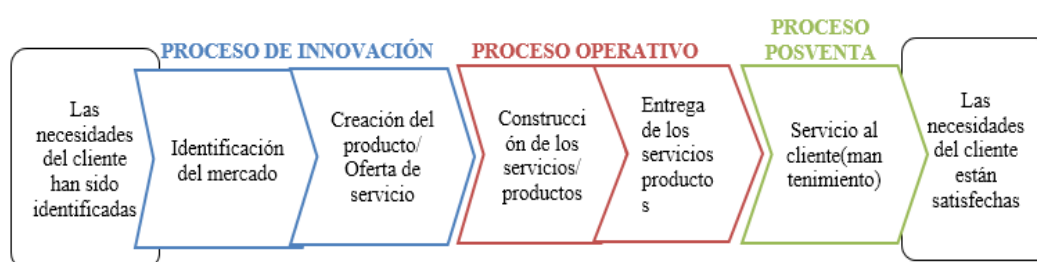 PROCESO DE INNOVACIÓN
PROCESO OPERATIVO
PROCESO
POSVENTA
Las
necesidades
del cliente
han sido
identificadas
Identificación
del mercado
Creación del
producto/
Oferta de
servicio
Construcci
ón de los
servicios/
productos
Entrega
de los
servicios
producto
s
Servicio al
cliente(man
tenimiento)
Las
necesidades
del cliente
están
satisfechas